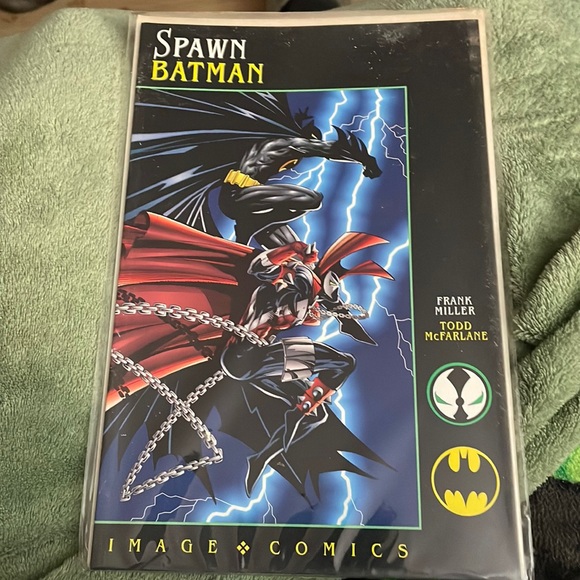 SPAWN
BATMAN
FRANK
MILLER
TODD
McFARLANE
IMAGE COMICS